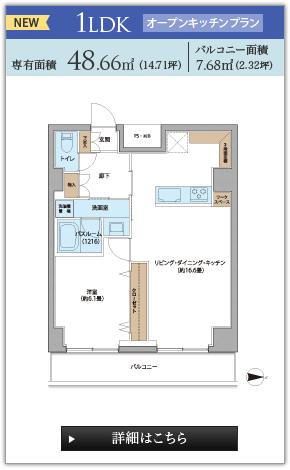 NEW
1LDK オープンキッチンプラン
専有面積 48.66㎡ (14.71坪)
バルコニー面積
7.68㎡(2.32坪)
玄関
PS・MB
トイレ
廊下
物入
洗面室
洗濯機
置場
バスルーム
(1216)
ワーク
スペース
リビング・ダイニング・キッチン
(約16.6畳)
洋室
(約6.1畳)
クローゼット
バルコニー
詳細はこちら